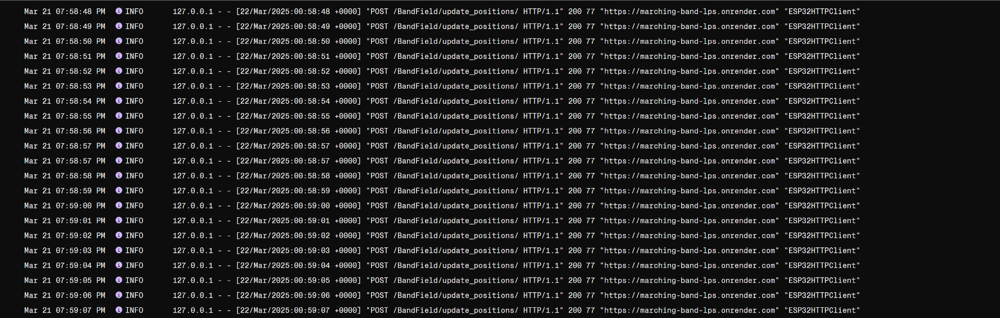 Mar 21 07:58:48 PM INFO 127.0.0.1 - - [22/Mar/2025:00:58:48 +0000] "POST /BandField/update_positions/ HTTP/1.1" 200 77 "https://marching-band-lps.onrender.com" "ESP32HTTPClient"
Mar 21 07:58:49 PM INFO 127.0.0.1 - - [22/Mar/2025:00:58:49 +0000] "POST /BandField/update_positions/ HTTP/1.1" 200 77 "https://marching-band-lps.onrender.com" "ESP32HTTPClient"
Mar 21 07:58:50 PM INFO 127.0.0.1 - - [22/Mar/2025:00:58:50 +0000] "POST /BandField/update_positions/ HTTP/1.1" 200 77 "https://marching-band-lps.onrender.com" "ESP32HTTPClient"
Mar 21 07:58:51 PM INFO 127.0.0.1 - - [22/Mar/2025:00:58:51 +0000] "POST /BandField/update_positions/ HTTP/1.1" 200 77 "https://marching-band-lps.onrender.com" "ESP32HTTPClient"
Mar 21 07:58:52 PM INFO 127.0.0.1 - - [22/Mar/2025:00:58:52 +0000] "POST /BandField/update_positions/ HTTP/1.1" 200 77 "https://marching-band-lps.onrender.com" "ESP32HTTPClient"
Mar 21 07:58:53 PM INFO 127.0.0.1 - - [22/Mar/2025:00:58:53 +0000] "POST /BandField/update_positions/ HTTP/1.1" 200 77 "https://marching-band-lps.onrender.com" "ESP32HTTPClient"
Mar 21 07:58:54 PM INFO 127.0.0.1 - - [22/Mar/2025:00:58:54 +0000] "POST /BandField/update_positions/ HTTP/1.1" 200 77 "https://marching-band-lps.onrender.com" "ESP32HTTPClient"
Mar 21 07:58:55 PM INFO 127.0.0.1 - - [22/Mar/2025:00:58:55 +0000] "POST /BandField/update_positions/ HTTP/1.1" 200 77 "https://marching-band-lps.onrender.com" "ESP32HTTPClient"
Mar 21 07:58:56 PM INFO 127.0.0.1 - - [22/Mar/2025:00:58:56 +0000] "POST /BandField/update_positions/ HTTP/1.1" 200 77 "https://marching-band-lps.onrender.com" "ESP32HTTPClient"
Mar 21 07:58:57 PM INFO 127.0.0.1 - - [22/Mar/2025:00:58:57 +0000] "POST /BandField/update_positions/ HTTP/1.1" 200 77 "https://marching-band-lps.onrender.com" "ESP32HTTPClient"
Mar 21 07:58:57 PM INFO 127.0.0.1 - - [22/Mar/2025:00:58:57 +0000] "POST /BandField/update_positions/ HTTP/1.1" 200 77 "https://marching-band-lps.onrender.com" "ESP32HTTPClient"
Mar 21 07:58:58 PM INFO 127.0.0.1 - - [22/Mar/2025:00:58:58 +0000] "POST /BandField/update_positions/ HTTP/1.1" 200 77 "https://marching-band-lps.onrender.com" "ESP32HTTPClient"
Mar 21 07:58:59 PM INFO 127.0.0.1 - - [22/Mar/2025:00:58:59 +0000] "POST /BandField/update_positions/ HTTP/1.1" 200 77 "https://marching-band-lps.onrender.com" "ESP32HTTPClient"
Mar 21 07:59:00 PM INFO 127.0.0.1 - - [22/Mar/2025:00:59:00 +0000] "POST /BandField/update_positions/ HTTP/1.1" 200 77 "https://marching-band-lps.onrender.com" "ESP32HTTPClient"
Mar 21 07:59:01 PM INFO 127.0.0.1 - - [22/Mar/2025:00:59:01 +0000] "POST /BandField/update_positions/ HTTP/1.1" 200 77 "https://marching-band-lps.onrender.com" "ESP32HTTPClient"
Mar 21 07:59:02 PM INFO 127.0.0.1 - - [22/Mar/2025:00:59:02 +0000] "POST /BandField/update_positions/ HTTP/1.1" 200 77 "https://marching-band-lps.onrender.com" "ESP32HTTPClient"
Mar 21 07:59:03 PM INFO 127.0.0.1 - - [22/Mar/2025:00:59:03 +0000] "POST /BandField/update_positions/ HTTP/1.1" 200 77 "https://marching-band-lps.onrender.com" "ESP32HTTPClient"
Mar 21 07:59:04 PM INFO 127.0.0.1 - - [22/Mar/2025:00:59:04 +0000] "POST /BandField/update_positions/ HTTP/1.1" 200 77 "https://marching-band-lps.onrender.com" "ESP32HTTPClient"
Mar 21 07:59:05 PM INFO 127.0.0.1 - - [22/Mar/2025:00:59:05 +0000] "POST /BandField/update_positions/ HTTP/1.1" 200 77 "https://marching-band-lps.onrender.com" "ESP32HTTPClient"
Mar 21 07:59:06 PM INFO 127.0.0.1 - - [22/Mar/2025:00:59:06 +0000] "POST /BandField/update_positions/ HTTP/1.1" 200 77 "https://marching-band-lps.onrender.com" "ESP32HTTPClient"
Mar 21 07:59:07 PM INFO 127.0.0.1 - - [22/Mar/2025:00:59:07 +0000] "POST /BandField/update_positions/ HTTP/1.1" 200 77 "https://marching-band-lps.onrender.com" "ESP32HTTPClient"